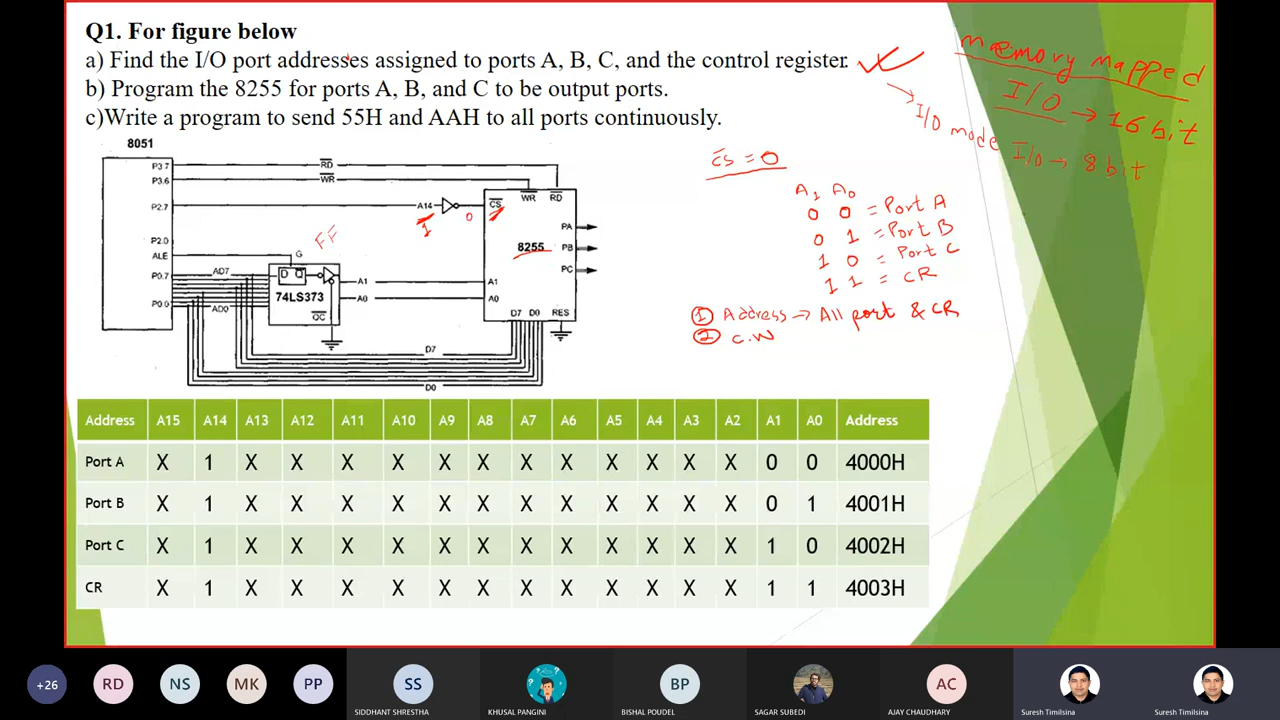 Q1. For figure below
a) Find the I/O port addresses assigned to ports A, B, C, and the control register.
b) Program the 8255 for ports A, B, and C to be output ports.
c)Write a program to send 55H and AAH to all ports continuously.
memory mapped
I/O → 16 bit
I/O mode I/O → 8 bit
CS = 0
A1 A0
0 0 = Port A
0 1 = Port B
1 0 = Port C
1 1 = CR
1 Address → All port & CR
2 C.W
8051
P3.7 RD
P3.6 WR
P2.7 A14 CS
1 0
WR RD
PA
8255 PB
PC
P2.0
ALE G
FF
P0.7 AD7 D Q A1 A1
74LS373
P0.0 AD0 A0 A0
OC
D7 D0 RES
D7
D0
Address A15 A14 A13 A12 A11 A10 A9 A8 A7 A6 A5 A4 A3 A2 A1 A0 Address
Port A X 1 X X X X X X X X X X X X 0 0 4000H
Port B X 1 X X X X X X X X X X X X 0 1 4001H
Port C X 1 X X X X X X X X X X X X 1 0 4002H
CR X 1 X X X X X X X X X X X X 1 1 4003H
+26 RD NS MK PP SS BP AC
SIDDHANT SHRESTHA KHUSAL PANGINI BISHAL POUDEL SAGAR SUBEDI AJAY CHAUDHARY Suresh Timilsina Suresh Timilsina